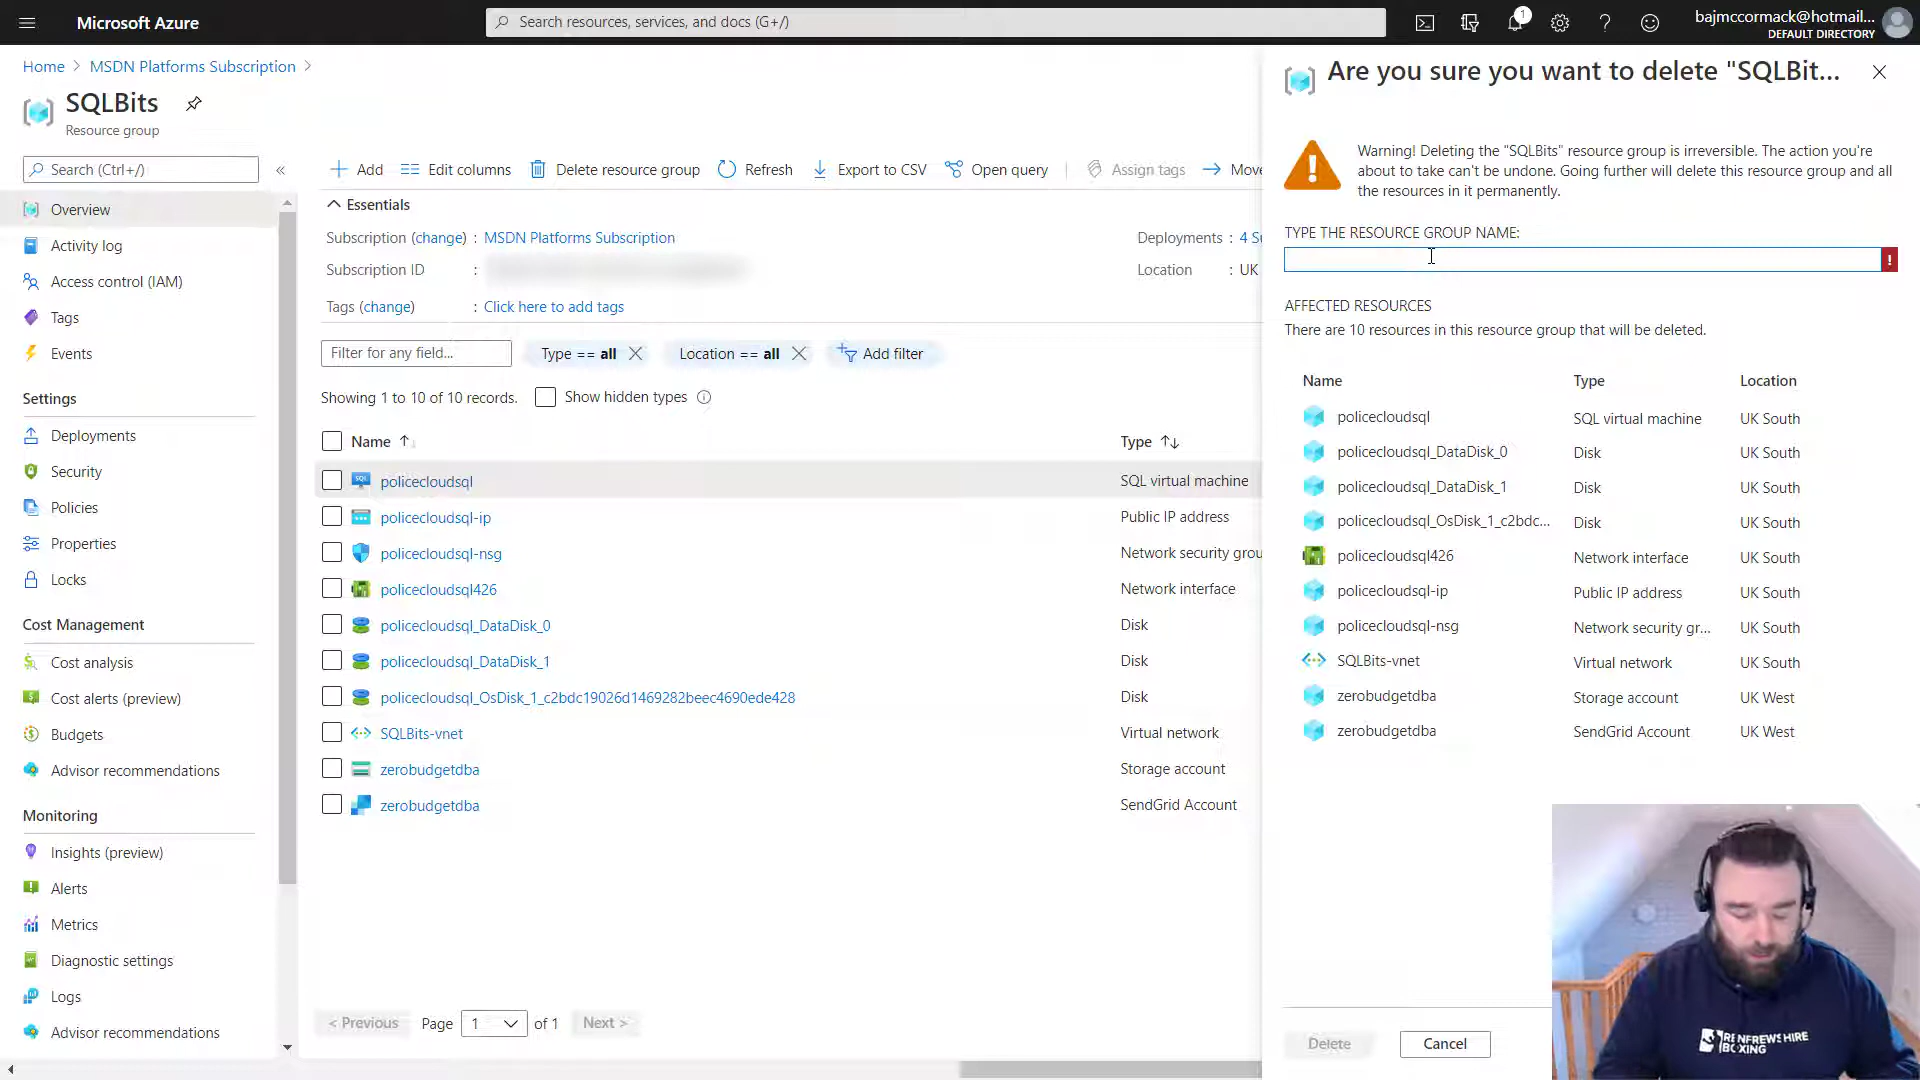 Microsoft Azure
Search resources, services, and docs (G+/)
1
bajmccormack@hotmail...
DEFAULT DIRECTORY
Home
MSDN Platforms Subscription
SQLBits
Resource group
Search (Ctrl+/)
«
Overview
Activity log
Access control (IAM)
Tags
Events
Settings
Deployments
Security
Policies
Properties
Locks
Cost Management
Cost analysis
Cost alerts (preview)
Budgets
Advisor recommendations
Monitoring
Insights (preview)
Alerts
Metrics
Diagnostic settings
Logs
Advisor recommendations
Add
Edit columns
Delete resource group
Refresh
Export to CSV
Open query
Assign tags
Move
Essentials
Subscription (change) : MSDN Platforms Subscription
Subscription ID :
Tags (change) : Click here to add tags
Deployments : 4 Su
Location : UK
Filter for any field...
Type == all
Location == all
Add filter
Showing 1 to 10 of 10 records.
Show hidden types
Name
Type
policecloudsql SQL virtual machine
policecloudsql-ip Public IP address
policecloudsql-nsg Network security grou
policecloudsql426 Network interface
policecloudsql_DataDisk_0 Disk
policecloudsql_DataDisk_1 Disk
policecloudsql_OsDisk_1_c2bdc19026d1469282beec4690ede428 Disk
SQLBits-vnet Virtual network
zerobudgetdba Storage account
zerobudgetdba SendGrid Account
< Previous
Page 1 of 1
Next >
Are you sure you want to delete "SQLBit...
Warning! Deleting the "SQLBits" resource group is irreversible. The action you're
about to take can't be undone. Going further will delete this resource group and all
the resources in it permanently.
TYPE THE RESOURCE GROUP NAME:
AFFECTED RESOURCES
There are 10 resources in this resource group that will be deleted.
Name Type Location
policecloudsql SQL virtual machine UK South
policecloudsql_DataDisk_0 Disk UK South
policecloudsql_DataDisk_1 Disk UK South
policecloudsql_OsDisk_1_c2bdc... Disk UK South
policecloudsql426 Network interface UK South
policecloudsql-ip Public IP address UK South
policecloudsql-nsg Network security gr... UK South
SQLBits-vnet Virtual network UK South
zerobudgetdba Storage account UK West
zerobudgetdba SendGrid Account UK West
Delete
Cancel
BOXING